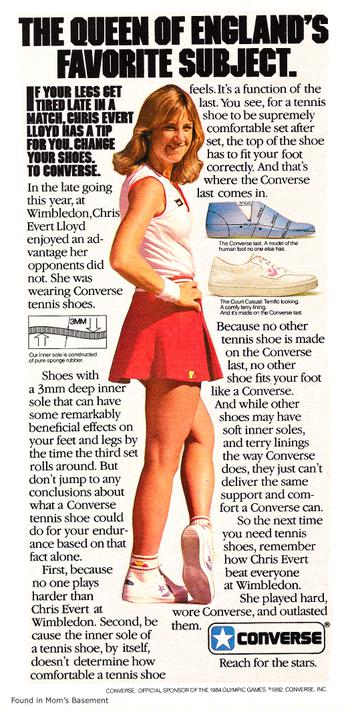 THE QUEEN OF ENGLAND'S
FAVORITE SUBJECT.
IF YOUR LEGS GET
TIRED LATE IN A
MATCH, CHRIS EVERT
LLOYD HAS A TIP
FOR YOU. CHANGE
YOUR SHOES.
TO CONVERSE.
In the late going
this year, at
Wimbledon, Chris
Evert Lloyd
enjoyed an ad-
vantage her
opponents did
not. She was
wearing Converse
tennis shoes.
3MM
Our inner sole is constructed
of pure sponge rubber.
Shoes with
a 3mm deep inner
sole that can have
some remarkably
beneficial effects on
your feet and legs by
the time the third set
rolls around. But
don't jump to any
conclusions about
what a Converse
tennis shoe could
do for your endur-
ance based on that
fact alone.
First, because
no one plays
harder than
Chris Evert at
Wimbledon. Second, be
cause the inner sole of
a tennis shoe, by itself,
doesn't determine how
comfortable a tennis shoe
feels. It's a function of the
last. You see, for a tennis
shoe to be supremely
comfortable set after
set, the top of the shoe
has to fit your foot
correctly. And that's
where the Converse
last comes in.
The Converse last. A model of the
human foot no one else has.
The Court Casual. Terrific looking.
A comfy terry lining.
And it's made on the Converse last.
Because no other
tennis shoe is made
on the Converse
last, no other
shoe fits your foot
like a Converse.
And while other
shoes may have
soft inner soles,
and terry linings
the way Converse
does, they just can't
deliver the same
support and com-
fort a Converse can.
So the next time
you need tennis
shoes, remember
how Chris Evert
beat everyone
at Wimbledon.
She played hard,
wore Converse, and outlasted
them.
CONVERSE®
Reach for the stars.
CONVERSE. OFFICIAL SPONSOR OF THE 1984 OLYMPIC GAMES. ©1982. CONVERSE, INC.
Found in Mom's Basement